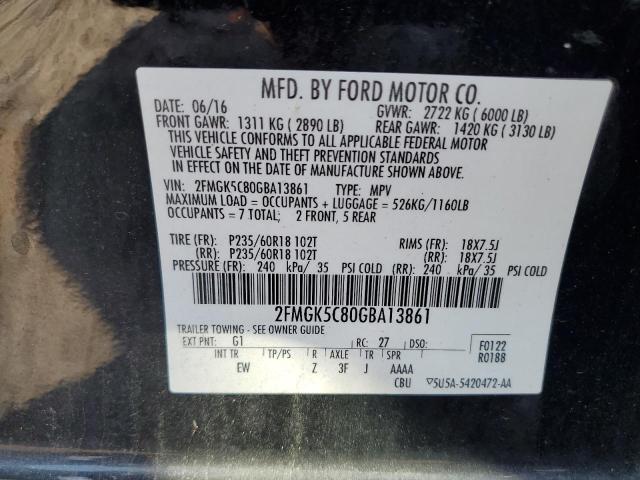 MFD. BY FORD MOTOR CO.
DATE: 06/16 GVWR: 2722 KG ( 6000 LB)
FRONT GAWR: 1311 KG ( 2890 LB) REAR GAWR: 1420 KG ( 3130 LB)
THIS VEHICLE CONFORMS TO ALL APPLICABLE FEDERAL MOTOR
VEHICLE SAFETY AND THEFT PREVENTION STANDARDS
IN EFFECT ON THE DATE OF MANUFACTURE SHOWN ABOVE.
VIN: 2FMGK5C80GBA13861 TYPE: MPV
MAXIMUM LOAD = OCCUPANTS + LUGGAGE = 526KG/1160LB
OCCUPANTS = 7 TOTAL; 2 FRONT, 5 REAR
TIRE (FR): P235/60R18 102T RIMS (FR): 18X7.5J
(RR): P235/60R18 102T (RR): 18X7.5J
PRESSURE (FR): 240 kPa/ 35 PSI COLD (RR): 240 kPa/ 35 PSI COLD
2FMGK5C80GBA13861
TRAILER TOWING - SEE OWNER GUIDE
EXT PNT: G1 RC: 27 DSO: F0122
R0188
INT TR TP/PS R AXLE TR SPR
EW Z 3F J AAAA
CBU ▽5U5A-5420472-AA